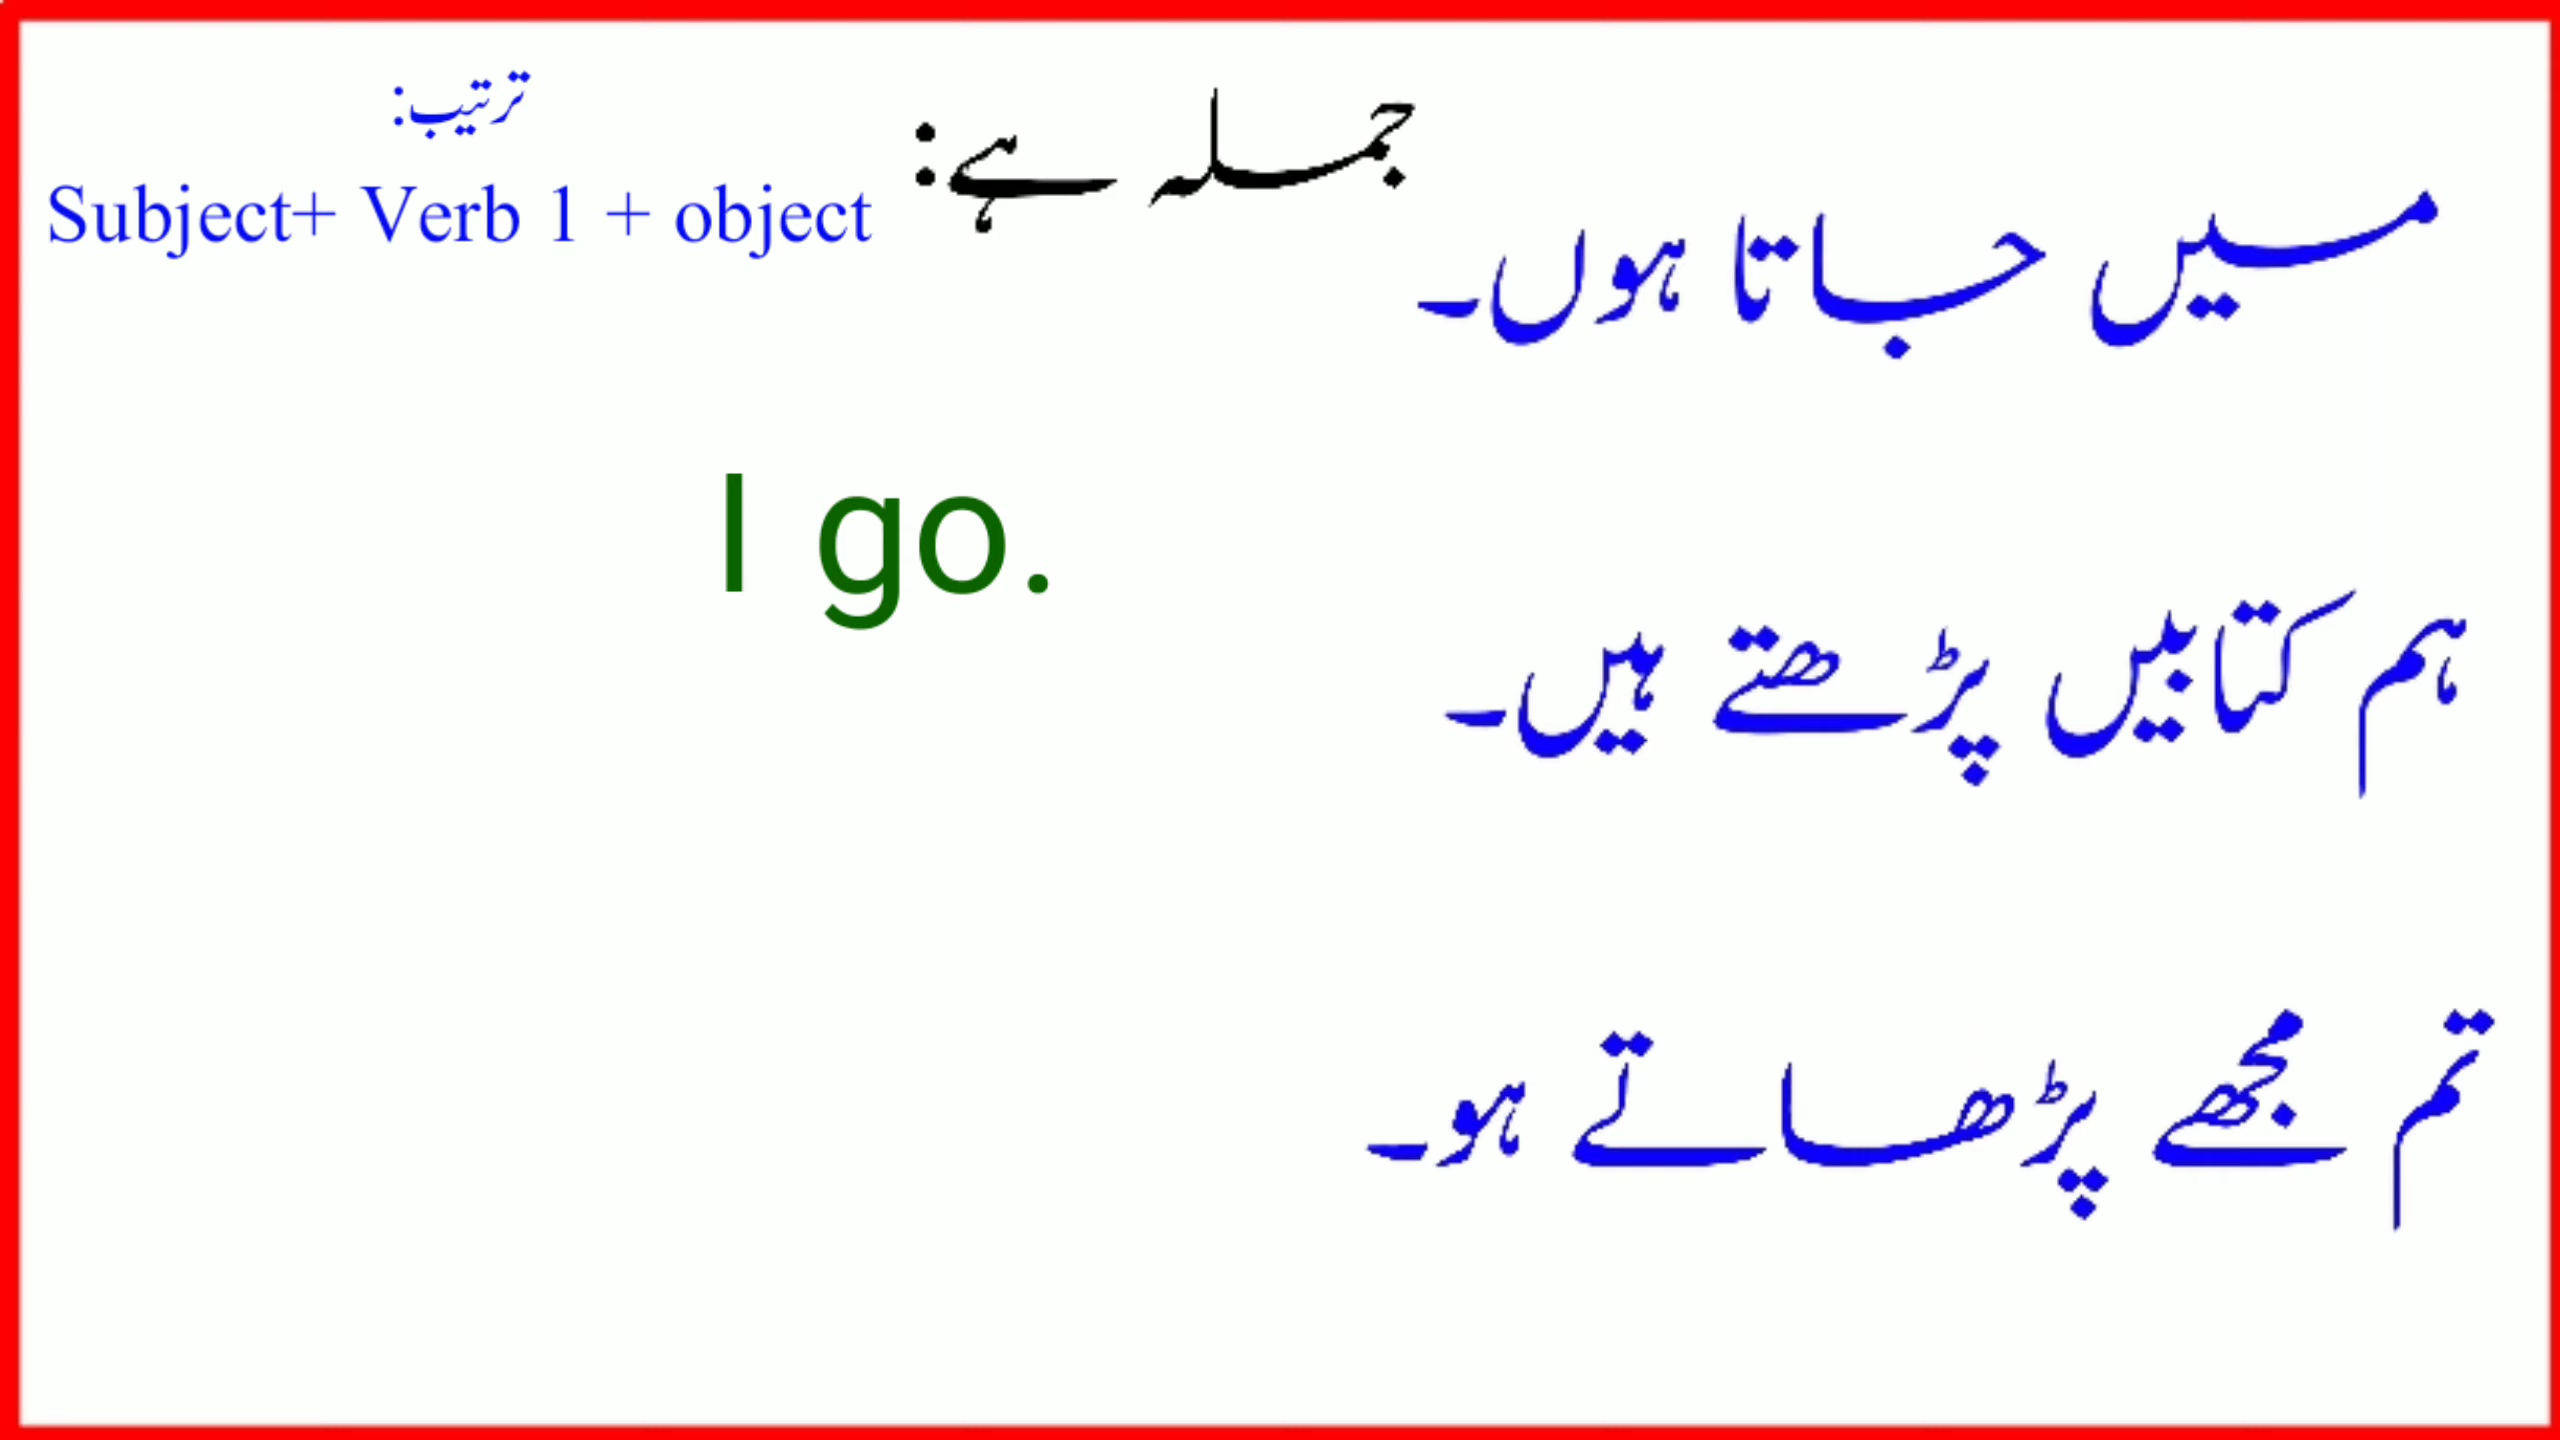 ترتیب:
جملہ ہے:
Subject+ Verb 1 + object
میں جاتا ہوں۔
I go.
ہم کتابیں پڑھتے ہیں۔
تم مجھے پڑھاتے ہو۔